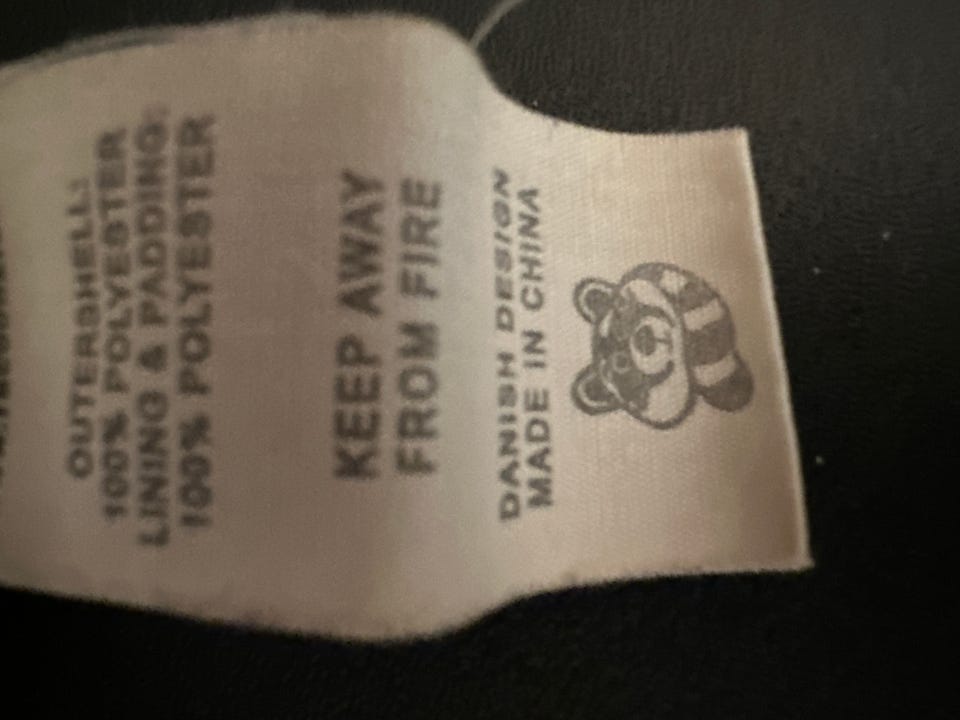 OUTERSHELL:
100% POLYESTER
LINING & PADDING:
100% POLYESTER
KEEP AWAY
FROM FIRE
DANISH DESIGN
MADE IN CHINA